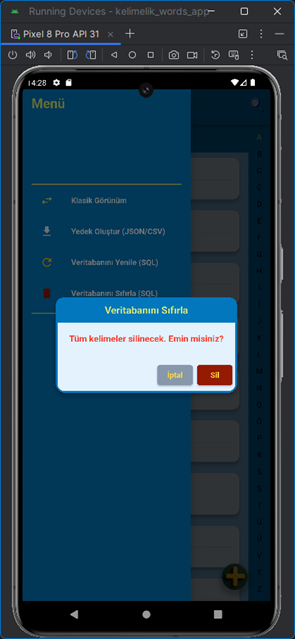 Running Devices - kelimelik_words_app
Pixel 8 Pro API 31
14:28
Menü
Klasik Görünüm
Yedek Oluştur (JSON/CSV)
Veritabanını Yenile (SQL)
Veritabanını Sıfırla (SQL)
Veritabanını Sıfırla
Tüm kelimeler silinecek. Emin misiniz?
İptal
Sil